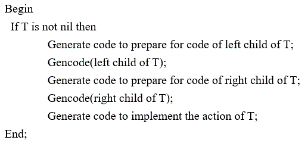 Begin
If T is not nil then
Generate code to prepare for code of left child of T;
Gencode(left child of T);
Generate code to prepare for code of right child of T;
Gencode(right child of T);
Generate code to implement the action of T;
End;